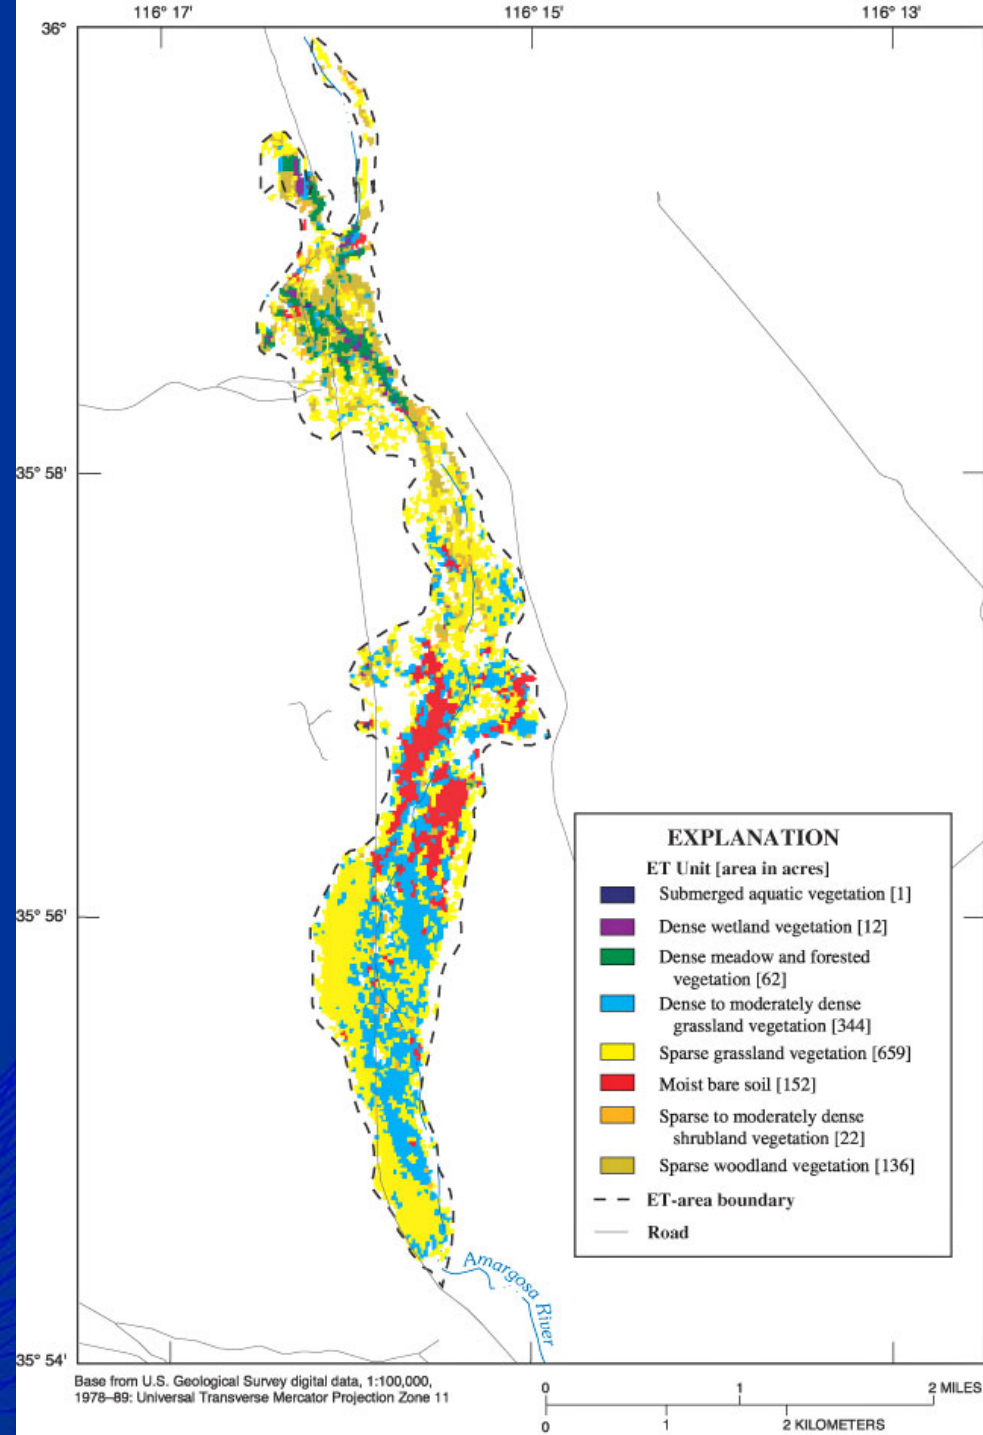 116° 17'
116° 15'
116° 13'
36°
35° 58'
35° 56'
35° 54'
EXPLANATION
ET Unit [area in acres]
Submerged aquatic vegetation [1]
Dense wetland vegetation [12]
Dense meadow and forested
vegetation [62]
Dense to moderately dense
grassland vegetation [344]
Sparse grassland vegetation [659]
Moist bare soil [152]
Sparse to moderately dense
shrubland vegetation [22]
Sparse woodland vegetation [136]
ET-area boundary
Road
Amargosa River
Base from U.S. Geological Survey digital data, 1:100,000,
1978–89: Universal Transverse Mercator Projection Zone 11
0 1 2 MILES
0 1 2 KILOMETERS